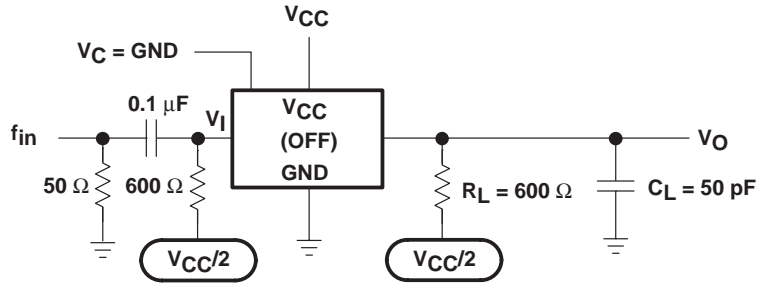 VCC
VC = GND
0.1 μF
VI
VCC
(OFF)
GND
fin
VO
50 Ω
600 Ω
RL = 600 Ω
CL = 50 pF
VCC/2
VCC/2